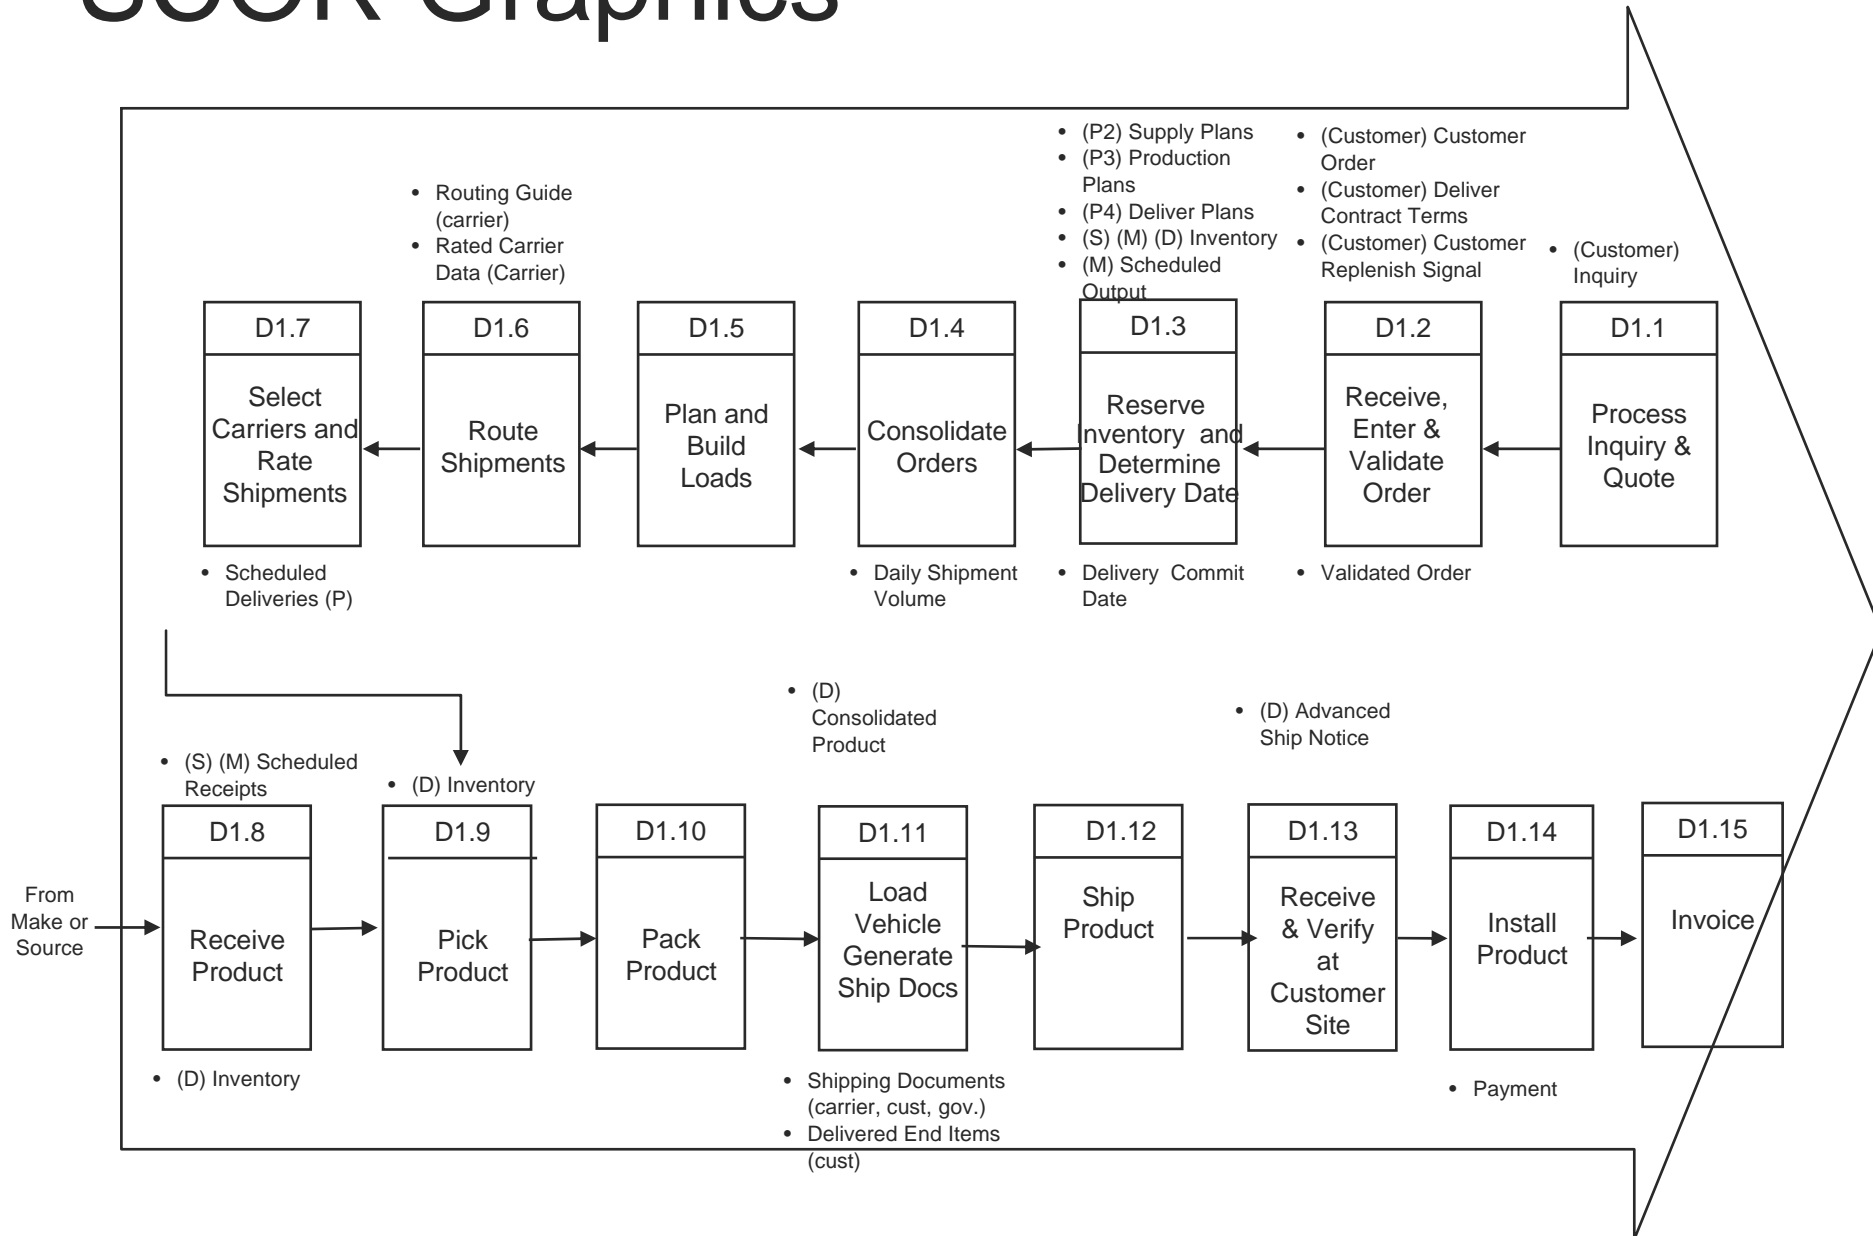 SCOR Graphics
• (P2) Supply Plans
• (P3) Production
Plans
• (P4) Deliver Plans
• (S) (M) (D) Inventory
• (M) Scheduled
Output
• (Customer) Customer
Order
• (Customer) Deliver
Contract Terms
• (Customer) Customer
Replenish Signal
• (Customer)
Inquiry
• Routing Guide
(carrier)
• Rated Carrier
Data (Carrier)
D1.7
Select
Carriers and
Rate
Shipments
D1.6
Route
Shipments
D1.5
Plan and
Build
Loads
D1.4
Consolidate
Orders
D1.3
Reserve
Inventory and
Determine
Delivery Date
D1.2
Receive,
Enter &
Validate
Order
D1.1
Process
Inquiry &
Quote
• Scheduled
Deliveries (P)
• Daily Shipment
Volume
• Delivery Commit
Date
• Validated Order
• (S) (M) Scheduled
Receipts
• (D) Inventory
• (D)
Consolidated
Product
• (D) Advanced
Ship Notice
From
Make or
Source
D1.8
Receive
Product
D1.9
Pick
Product
D1.10
Pack
Product
D1.11
Load
Vehicle
Generate
Ship Docs
D1.12
Ship
Product
D1.13
Receive
& Verify
at
Customer
Site
D1.14
Install
Product
D1.15
Invoice
• (D) Inventory
• Shipping Documents
(carrier, cust, gov.)
• Delivered End Items
(cust)
• Payment